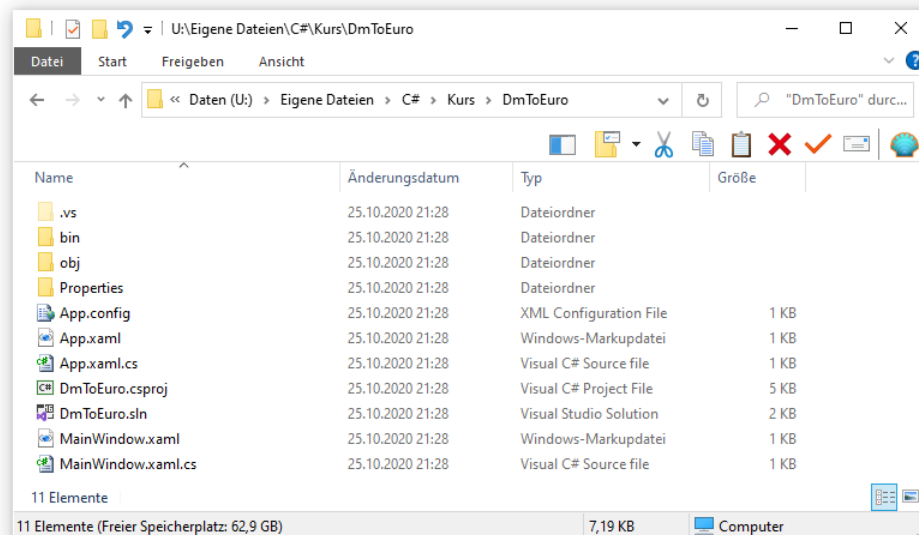 U:\Eigene Dateien\C#\Kurs\DmToEuro
Datei Start Freigeben Ansicht
« Daten (U:) > Eigene Dateien > C# > Kurs > DmToEuro "DmToEuro" durc...
Name Änderungsdatum Typ Größe
.vs 25.10.2020 21:28 Dateiordner
bin 25.10.2020 21:28 Dateiordner
obj 25.10.2020 21:28 Dateiordner
Properties 25.10.2020 21:28 Dateiordner
App.config 25.10.2020 21:28 XML Configuration File 1 KB
App.xaml 25.10.2020 21:28 Windows-Markupdatei 1 KB
App.xaml.cs 25.10.2020 21:28 Visual C# Source file 1 KB
DmToEuro.csproj 25.10.2020 21:28 Visual C# Project File 5 KB
DmToEuro.sln 25.10.2020 21:28 Visual Studio Solution 2 KB
MainWindow.xaml 25.10.2020 21:28 Windows-Markupdatei 1 KB
MainWindow.xaml.cs 25.10.2020 21:28 Visual C# Source file 1 KB
11 Elemente
11 Elemente (Freier Speicherplatz: 62,9 GB) 7,19 KB Computer